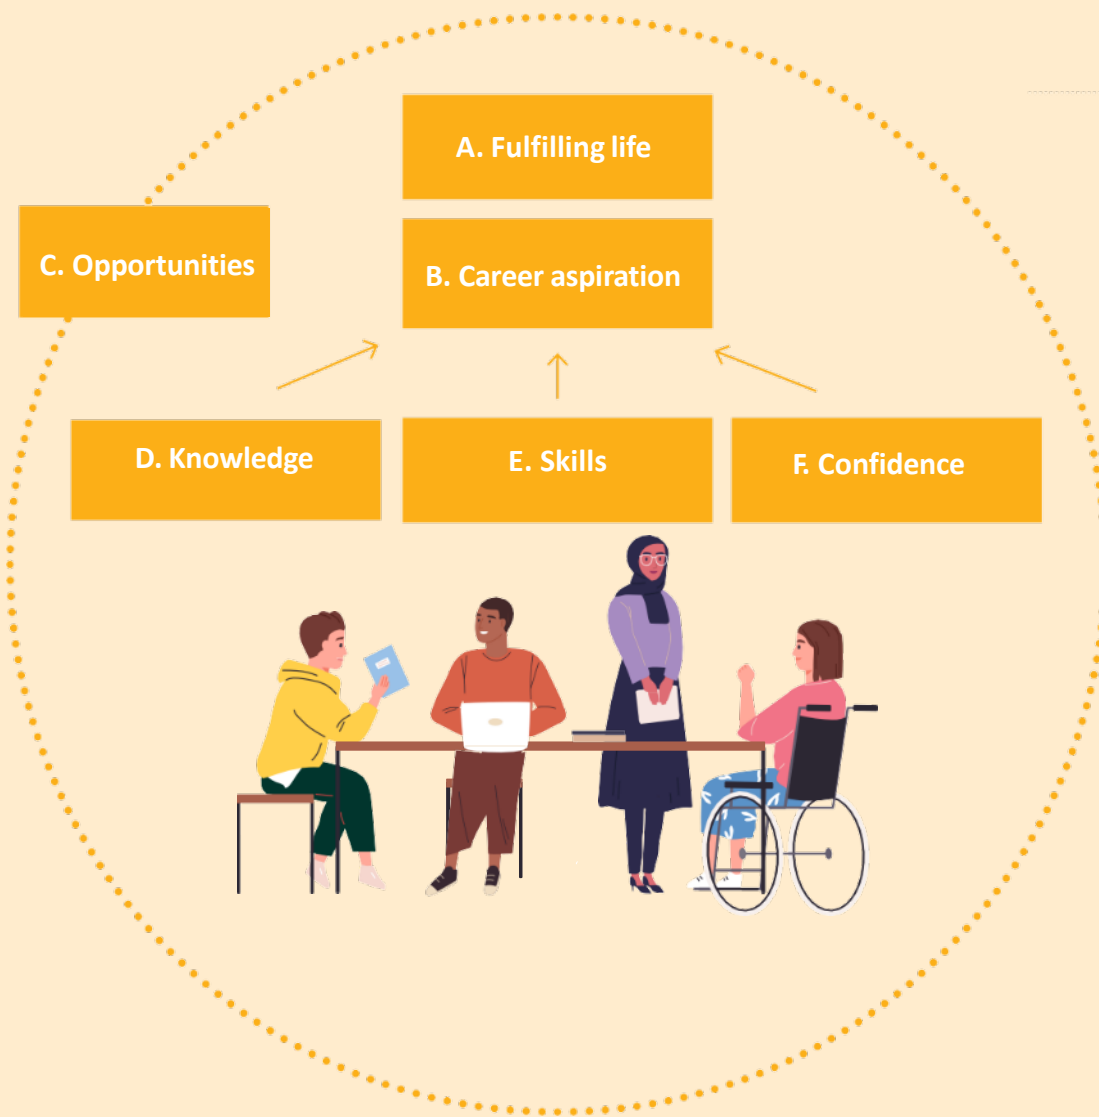 A. Fulfilling life
C. Opportunities
B. Career aspiration
D. Knowledge
E. Skills
F. Confidence